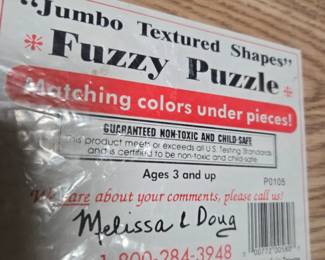 "Jumbo Textured Shapes"
* Fuzzy Puzzle *
Matching colors under pieces!
GUARANTEED NON-TOXIC AND CHILD-SAFE
This product meets or exceeds all U.S. Testing Standards
and is certified to be non-toxic and child-safe.
Ages 3 and up
P0105
We care about your comments, please call us!
Melissa & Doug
1-800-284-3948